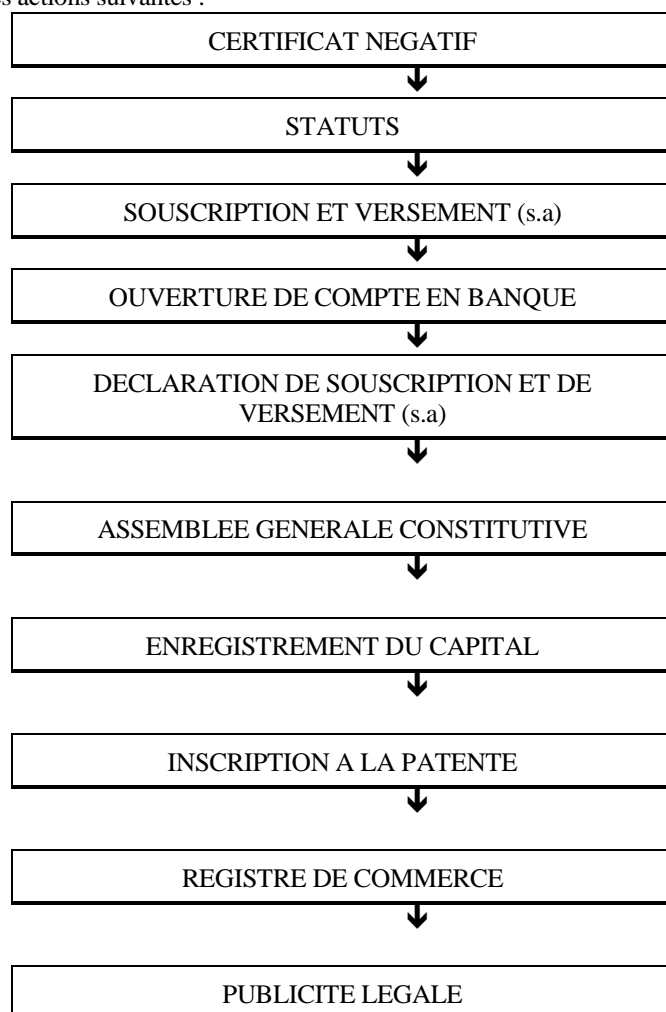 actions suivantes :
CERTIFICAT NEGATIF
STATUTS
SOUSCRIPTION ET VERSEMENT (s.a)
OUVERTURE DE COMPTE EN BANQUE
DECLARATION DE SOUSCRIPTION ET DE
VERSEMENT (s.a)
ASSEMBLEE GENERALE CONSTITUTIVE
ENREGISTREMENT DU CAPITAL
INSCRIPTION A LA PATENTE
REGISTRE DE COMMERCE
PUBLICITE LEGALE